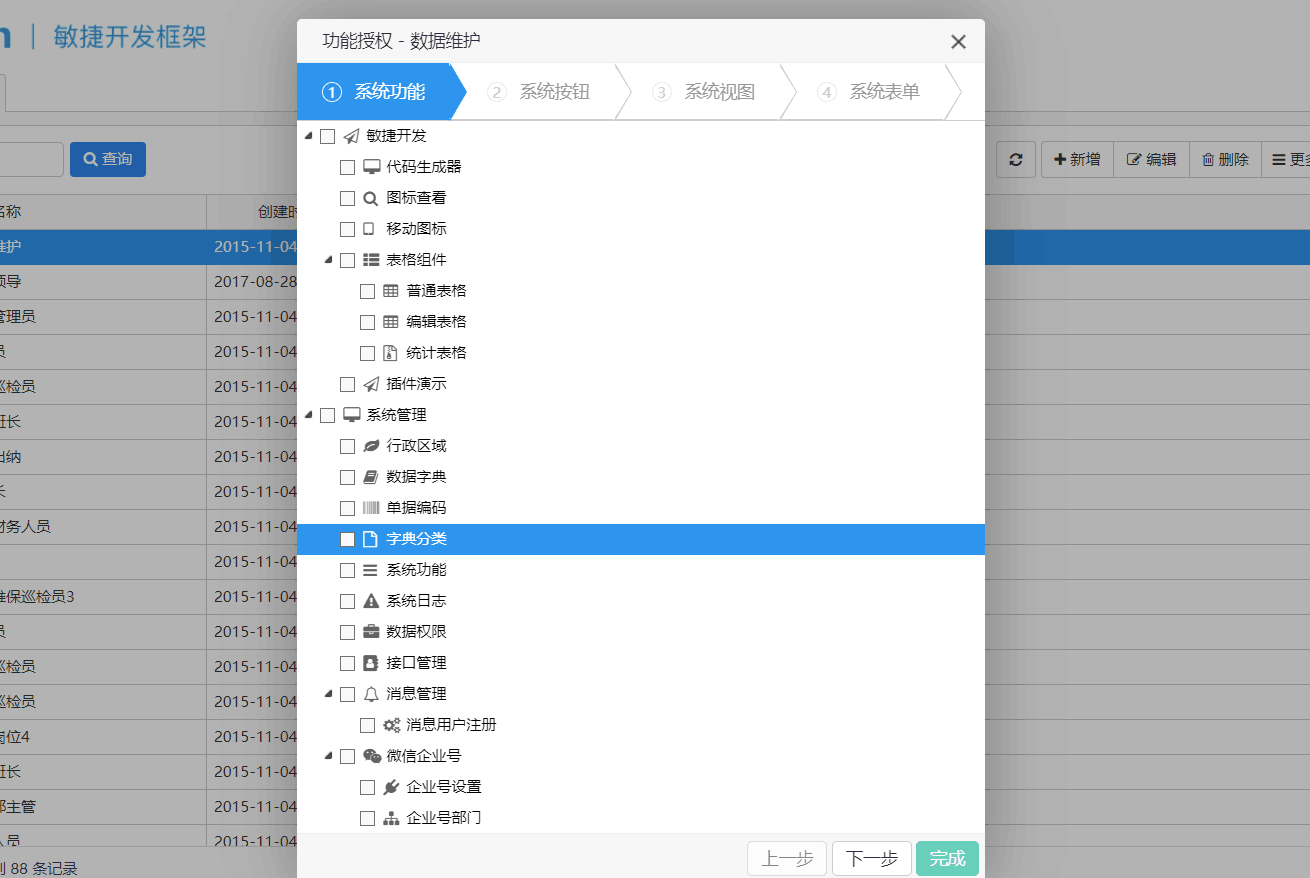 敏捷开发框架
功能授权 - 数据维护
1 系统功能
2 系统按钮
3 系统视图
4 系统表单
查询
新增
编辑
删除
更多
名称
创建时
维护
2015-11-04
领导
2017-08-28
管理员
2015-11-04
员
2015-11-04
巡检员
2015-11-04
班长
2015-11-04
出纳
2015-11-04
长
2015-11-04
财务人员
2015-11-04
2015-11-04
维保巡检员3
2015-11-04
员
2015-11-04
巡检员
2015-11-04
巡检员
2015-11-04
岗位4
2015-11-04
班长
2015-11-04
部主管
2015-11-04
人员
2015-11-04
到 88 条记录
敏捷开发
代码生成器
图标查看
移动图标
表格组件
普通表格
编辑表格
统计表格
插件演示
系统管理
行政区域
数据字典
单据编码
字典分类
系统功能
系统日志
数据权限
接口管理
消息管理
消息用户注册
微信企业号
企业号设置
企业号部门
上一步
下一步
完成